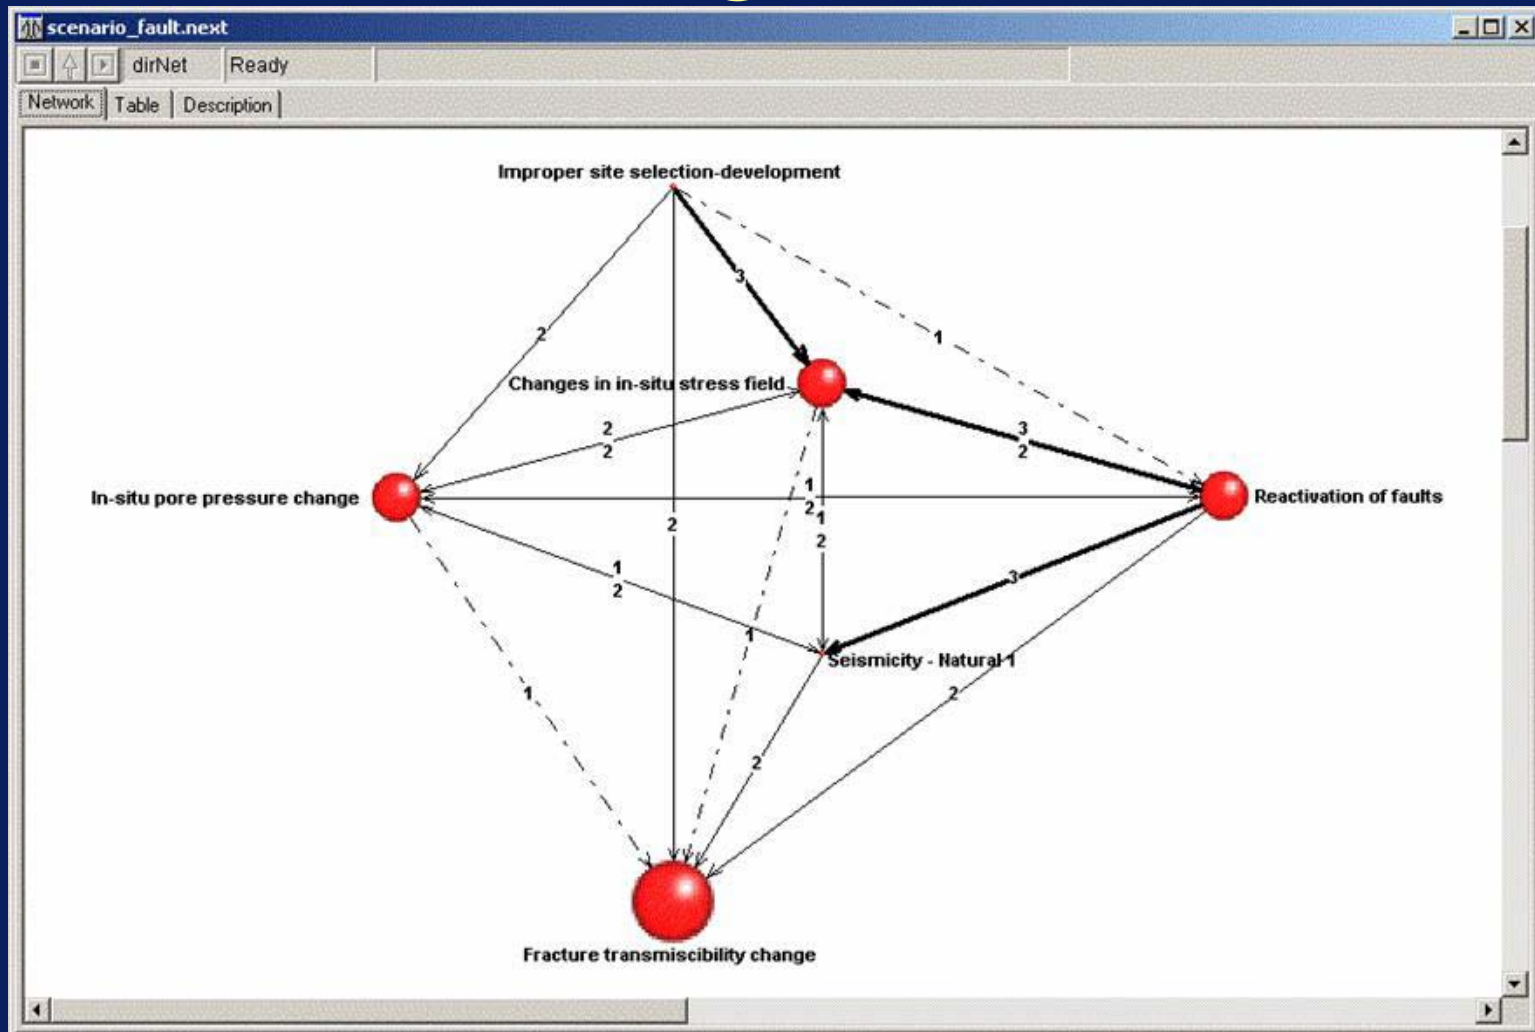 scenario_fault.next
dirNet Ready
Network Table Description
Improper site selection-development
3
2
1
Changes in in-situ stress field
2
2
3
2
In-situ pore pressure change
1
2
Reactivation of faults
2
1
2
1
2
3
1
Seismicity - Natural 1
1
2
2
Fracture transmiscibility change